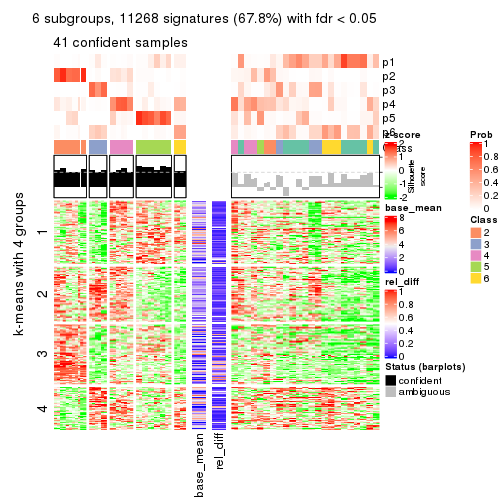 6 subgroups, 11268 signatures (67.8%) with fdr < 0.05
41 confident samples
p1
p2
p3
p4
p5
p6
Class
Silhouette
score
k-means with 4 groups
1
2
3
4
base_mean
rel_diff
z_score
2
1
0
-1
-2
base_mean
8
6
4
2
0
rel_diff
1
0.8
0.6
0.4
0.2
0
Status (barplots)
confident
ambiguous
Prob
1
0.8
0.6
0.4
0.2
0
Class
2
3
4
5
6